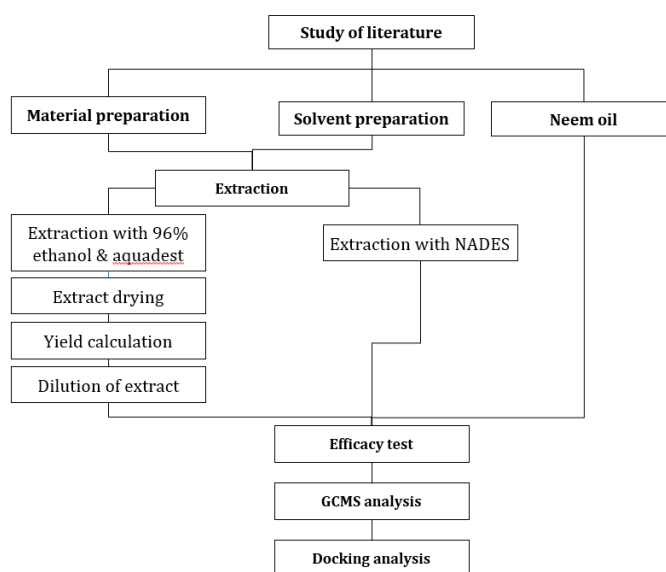 Study of literature
Material preparation
Solvent preparation
Neem oil
Extraction
Extraction with 96%
ethanol & aquadest
Extraction with NADES
Extract drying
Yield calculation
Dilution of extract
Efficacy test
GCMS analysis
Docking analysis